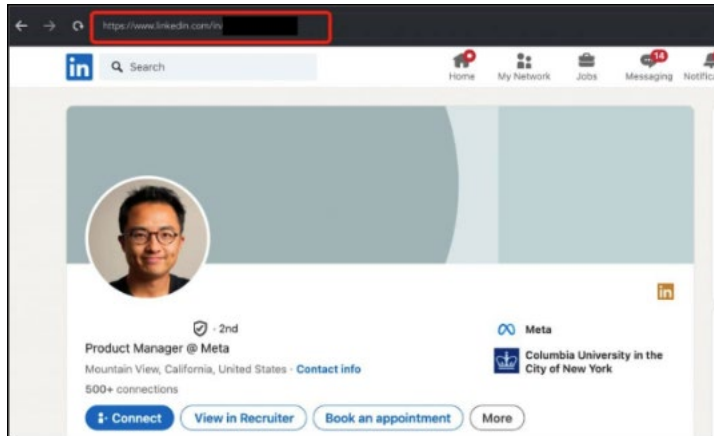 https://www.linkedin.com/in/
in
Search
Home
My Network
Jobs
14
Messaging
in
· 2nd
Product Manager @ Meta
Mountain View, California, United States · Contact info
500+ connections
Meta
Columbia University in the
City of New York
Connect
View in Recruiter
Book an appointment
More